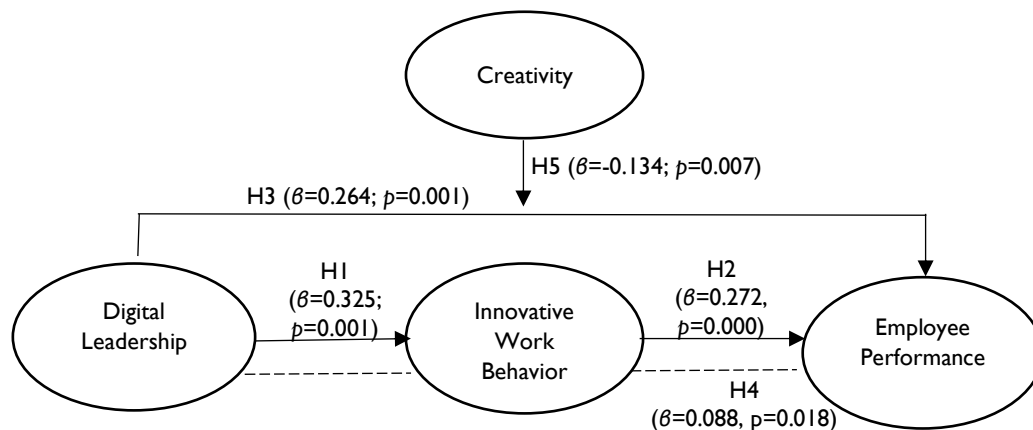 Creativity
H5 (β=-0.134; p=0.007)
H3 (β=0.264; p=0.001)
Digital
Leadership
H1
(β=0.325;
p=0.001)
Innovative
Work
Behavior
H2
(β=0.272,
p=0.000)
Employee
Performance
H4
(β=0.088, p=0.018)